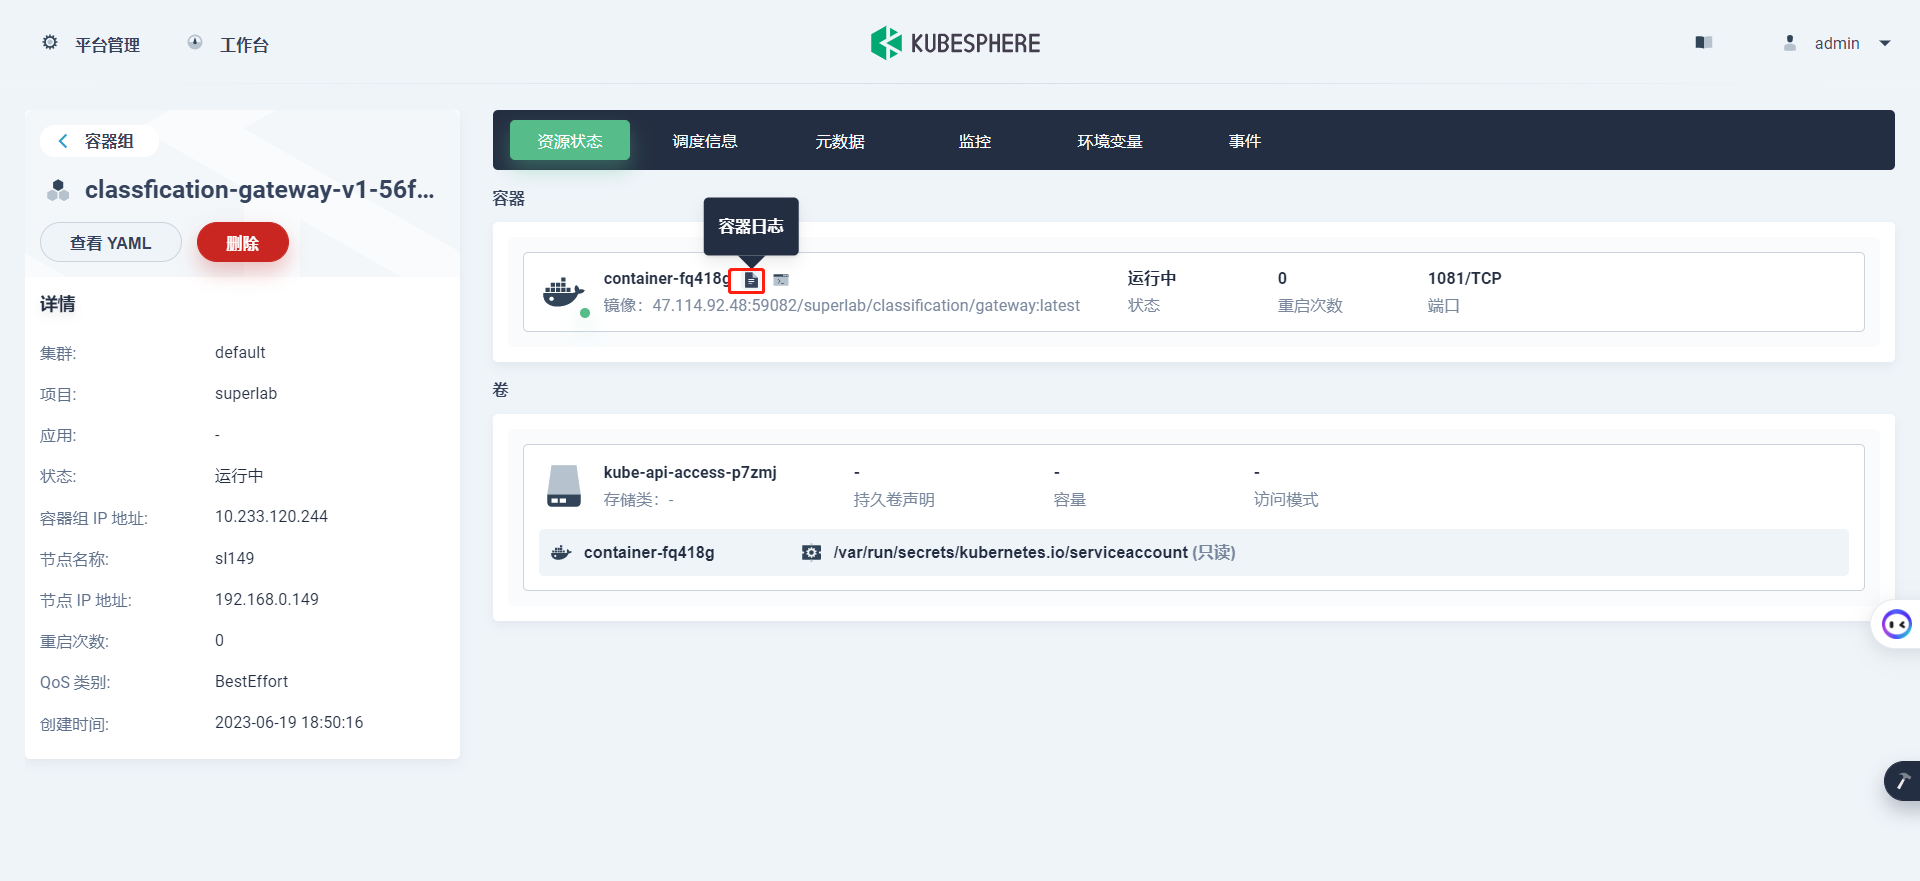 平台管理
工作台
KUBESPHERE
admin
容器组
classfication-gateway-v1-56f...
查看 YAML
删除
详情
集群: default
项目: superlab
应用: -
状态: 运行中
容器组 IP 地址: 10.233.120.244
节点名称: sl149
节点 IP 地址: 192.168.0.149
重启次数: 0
QoS 类别: BestEffort
创建时间: 2023-06-19 18:50:16
资源状态
调度信息
元数据
监控
环境变量
事件
容器
容器日志
container-fq418g
镜像: 47.114.92.48:59082/superlab/classification/gateway:latest
运行中
状态
0
重启次数
1081/TCP
端口
卷
kube-api-access-p7zmj
存储类: -
-
持久卷声明
-
容量
-
访问模式
container-fq418g
/var/run/secrets/kubernetes.io/serviceaccount (只读)